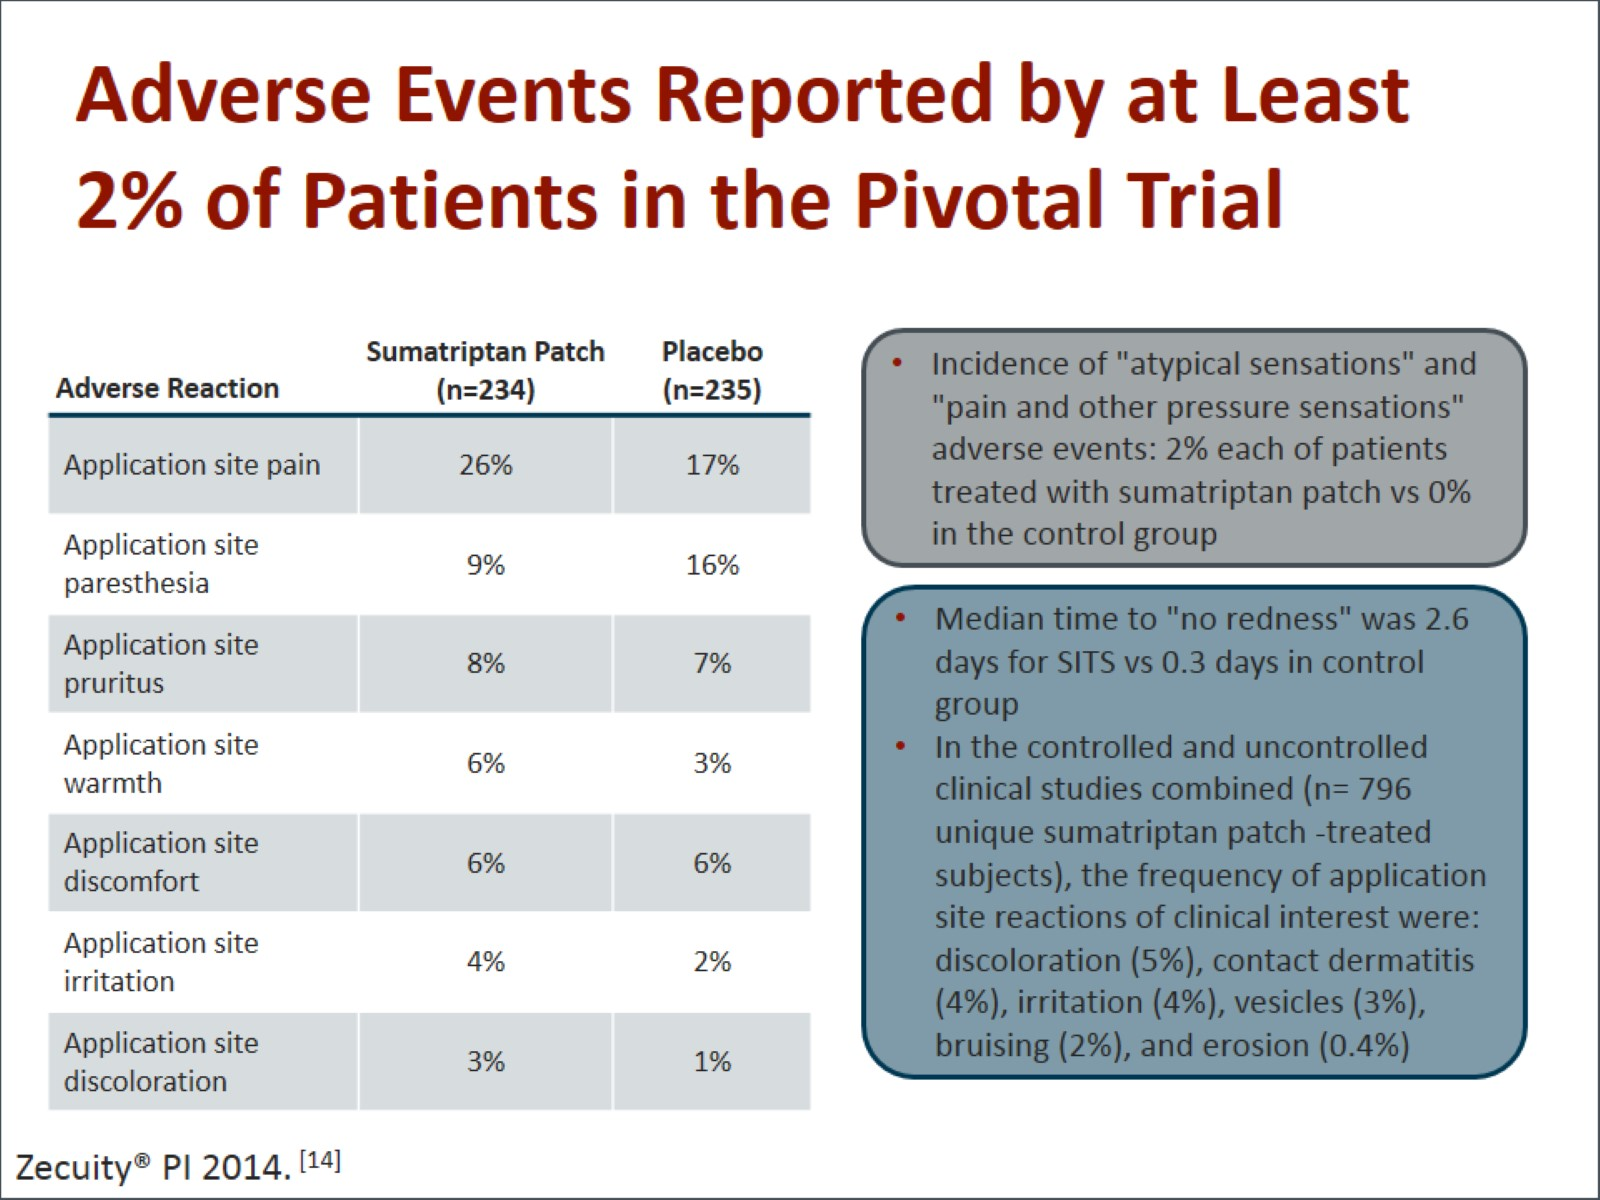 Adverse Events Reported by at Least
2% of Patients in the Pivotal Trial
Adverse Reaction Sumatriptan Patch (n=234) Placebo (n=235)
Application site pain 26% 17%
Application site paresthesia 9% 16%
Application site pruritus 8% 7%
Application site warmth 6% 3%
Application site discomfort 6% 6%
Application site irritation 4% 2%
Application site discoloration 3% 1%
• Incidence of "atypical sensations" and
"pain and other pressure sensations"
adverse events: 2% each of patients
treated with sumatriptan patch vs 0%
in the control group
• Median time to "no redness" was 2.6
days for SITS vs 0.3 days in control
group
• In the controlled and uncontrolled
clinical studies combined (n= 796
unique sumatriptan patch -treated
subjects), the frequency of application
site reactions of clinical interest were:
discoloration (5%), contact dermatitis
(4%), irritation (4%), vesicles (3%),
bruising (2%), and erosion (0.4%)
Zecuity® PI 2014. [14]